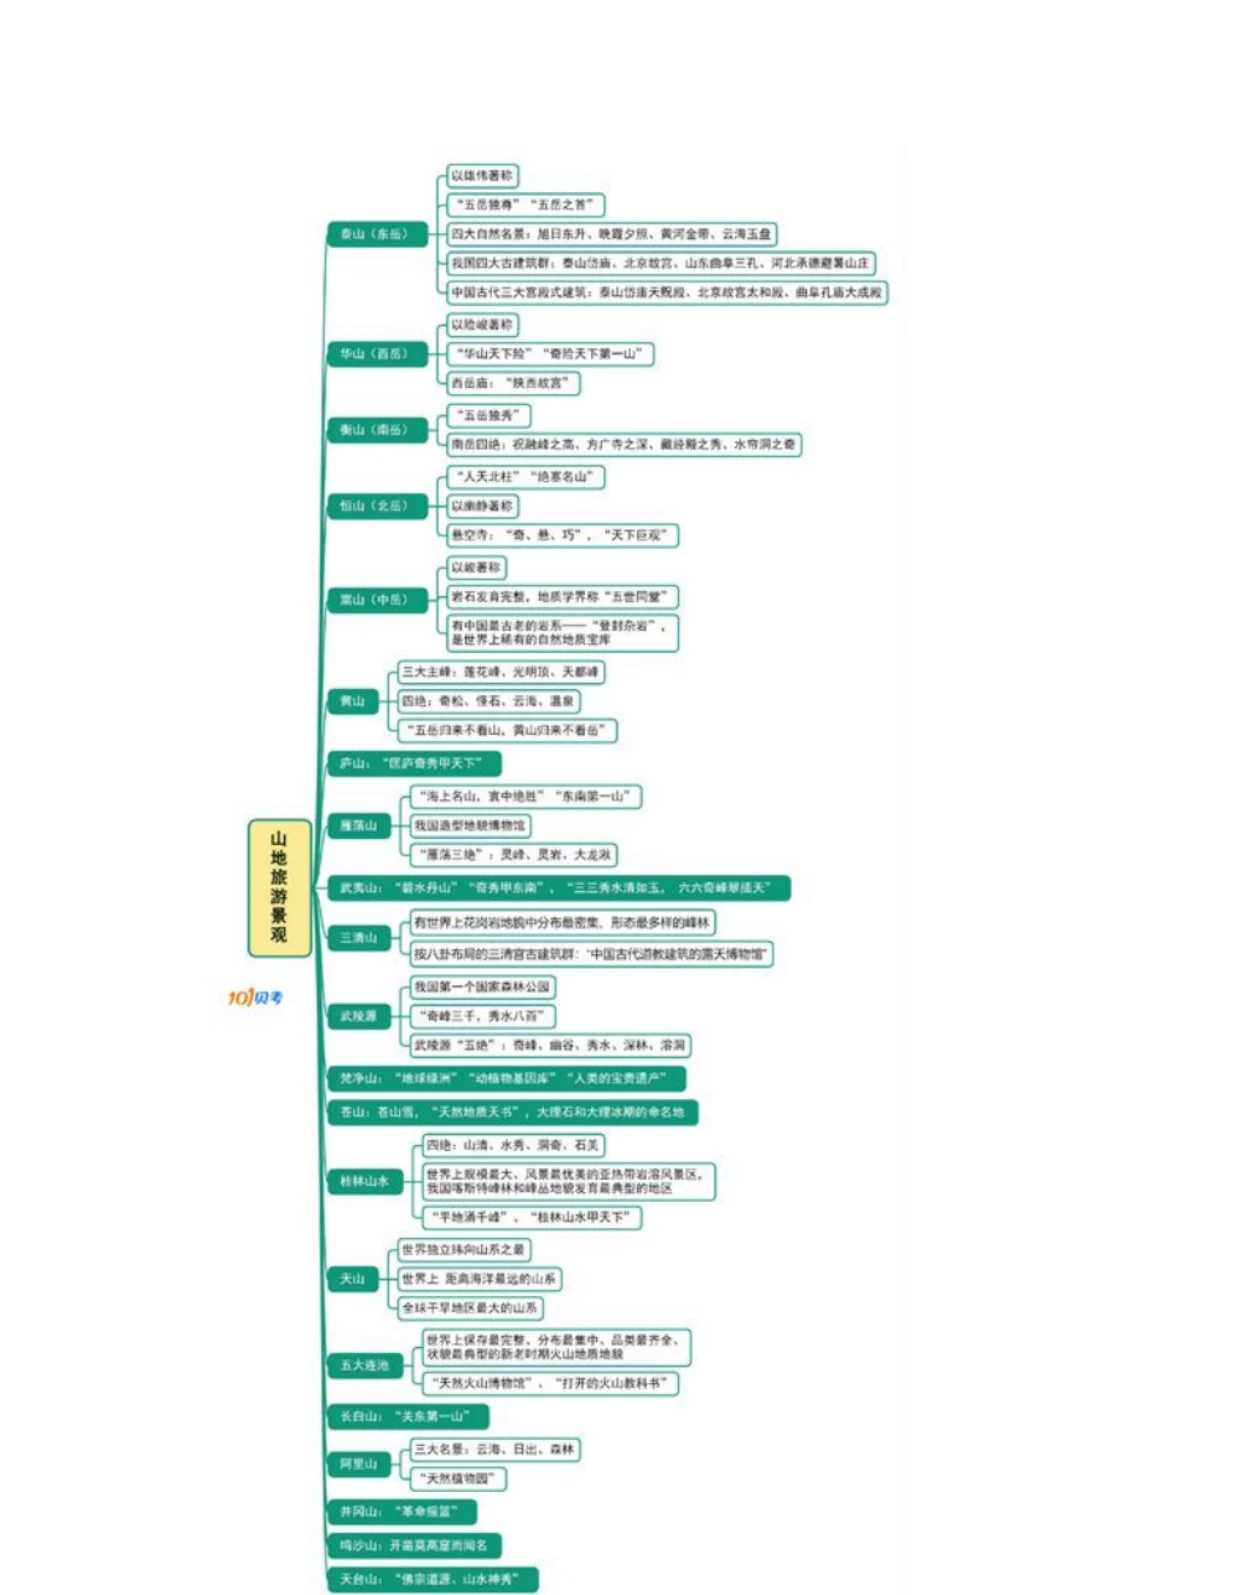 山地旅游景观
101贝考
泰山（东岳）
以雄伟著称
“五岳独尊” “五岳之首”
四大自然名景：旭日东升、晚霞夕照、黄河金带、云海玉盘
我国四大古建筑群：泰山岱庙、北京故宫、山东曲阜三孔、河北承德避暑山庄
中国古代三大宫殿式建筑：泰山岱庙天贶殿、北京故宫太和殿、曲阜孔庙大成殿
华山（西岳）
以险峻著称
“华山天下险” “奇险天下第一山”
西岳庙：“陕西故宫”
衡山（南岳）
“五岳独秀”
南岳四绝：祝融峰之高、方广寺之深、藏经殿之秀、水帘洞之奇
恒山（北岳）
“人天北柱” “绝塞名山”
以幽静著称
悬空寺：“奇、悬、巧”，“天下巨观”
嵩山（中岳）
以峻著称
岩石发育完整，地质学界称“五世同堂”
有中国最古老的岩系——“登封杂岩”，
是世界上稀有的自然地质宝库
黄山
三大主峰：莲花峰、光明顶、天都峰
四绝：奇松、怪石、云海、温泉
“五岳归来不看山，黄山归来不看岳”
庐山：“匡庐奇秀甲天下”
雁荡山
“海上名山，寰中绝胜” “东南第一山”
我国造型地貌博物馆
“雁荡三绝”：灵峰、灵岩、大龙湫
武夷山：“碧水丹山” “奇秀甲东南”，“三三秀水清如玉，六六奇峰翠插天”
三清山
有世界上花岗岩地貌中分布最密集、形态最多样的峰林
按八卦布局的三清宫古建筑群：“中国古代道教建筑的露天博物馆”
武陵源
我国第一个国家森林公园
“奇峰三千，秀水八百”
武陵源“五绝”：奇峰、幽谷、秀水、深林、溶洞
梵净山：“地球绿洲” “动植物基因库” “人类的宝贵遗产”
苍山：苍山雪，“天然地质天书”，大理石和大理冰期的命名地
桂林山水
四绝：山清、水秀、洞奇、石美
世界上规模最大、风景最优美的亚热带岩溶风景区，
我国喀斯特峰林和峰丛地貌发育最典型的地区
“平地涌千峰”、“桂林山水甲天下”
天山
世界独立纬向山系之最
世界上 距离海洋最远的山系
全球干旱地区最大的山系
五大连池
世界上保存最完整、分布最集中、品类最齐全、
状貌最典型的新老时期火山地质地貌
“天然火山博物馆”、“打开的火山教科书”
长白山：“关东第一山”
阿里山
三大名景：云海、日出、森林
“天然植物园”
井冈山：“革命摇篮”
鸣沙山：开凿莫高窟而闻名
天台山：“佛宗道源、山水神秀”